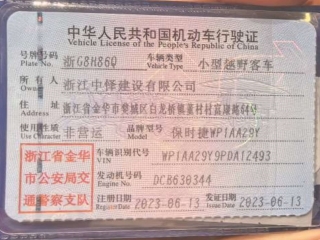 中华人民共和国机动车行驶证
Vehicle License of the People's Republic of China
号牌号码 浙G8H86Q 车辆类型 小型越野客车
Plate No. Vehicle Type
所有人 浙江中怿建设有限公司
Owner
住址 浙江省金华市婺城区白龙桥镇董村村富康路64号
Address
使用性质 非营运 品牌型号 保时捷WP1AA29Y
Use Character Model
浙江省金华市公安局交通警察支队
车辆识别代号 WP1AA29Y9PDA12493
VIN
发动机号码 DCB630344
Engine No.
注册日期 2023-06-13 发证日期 2023-06-13
Register Date Issue Date